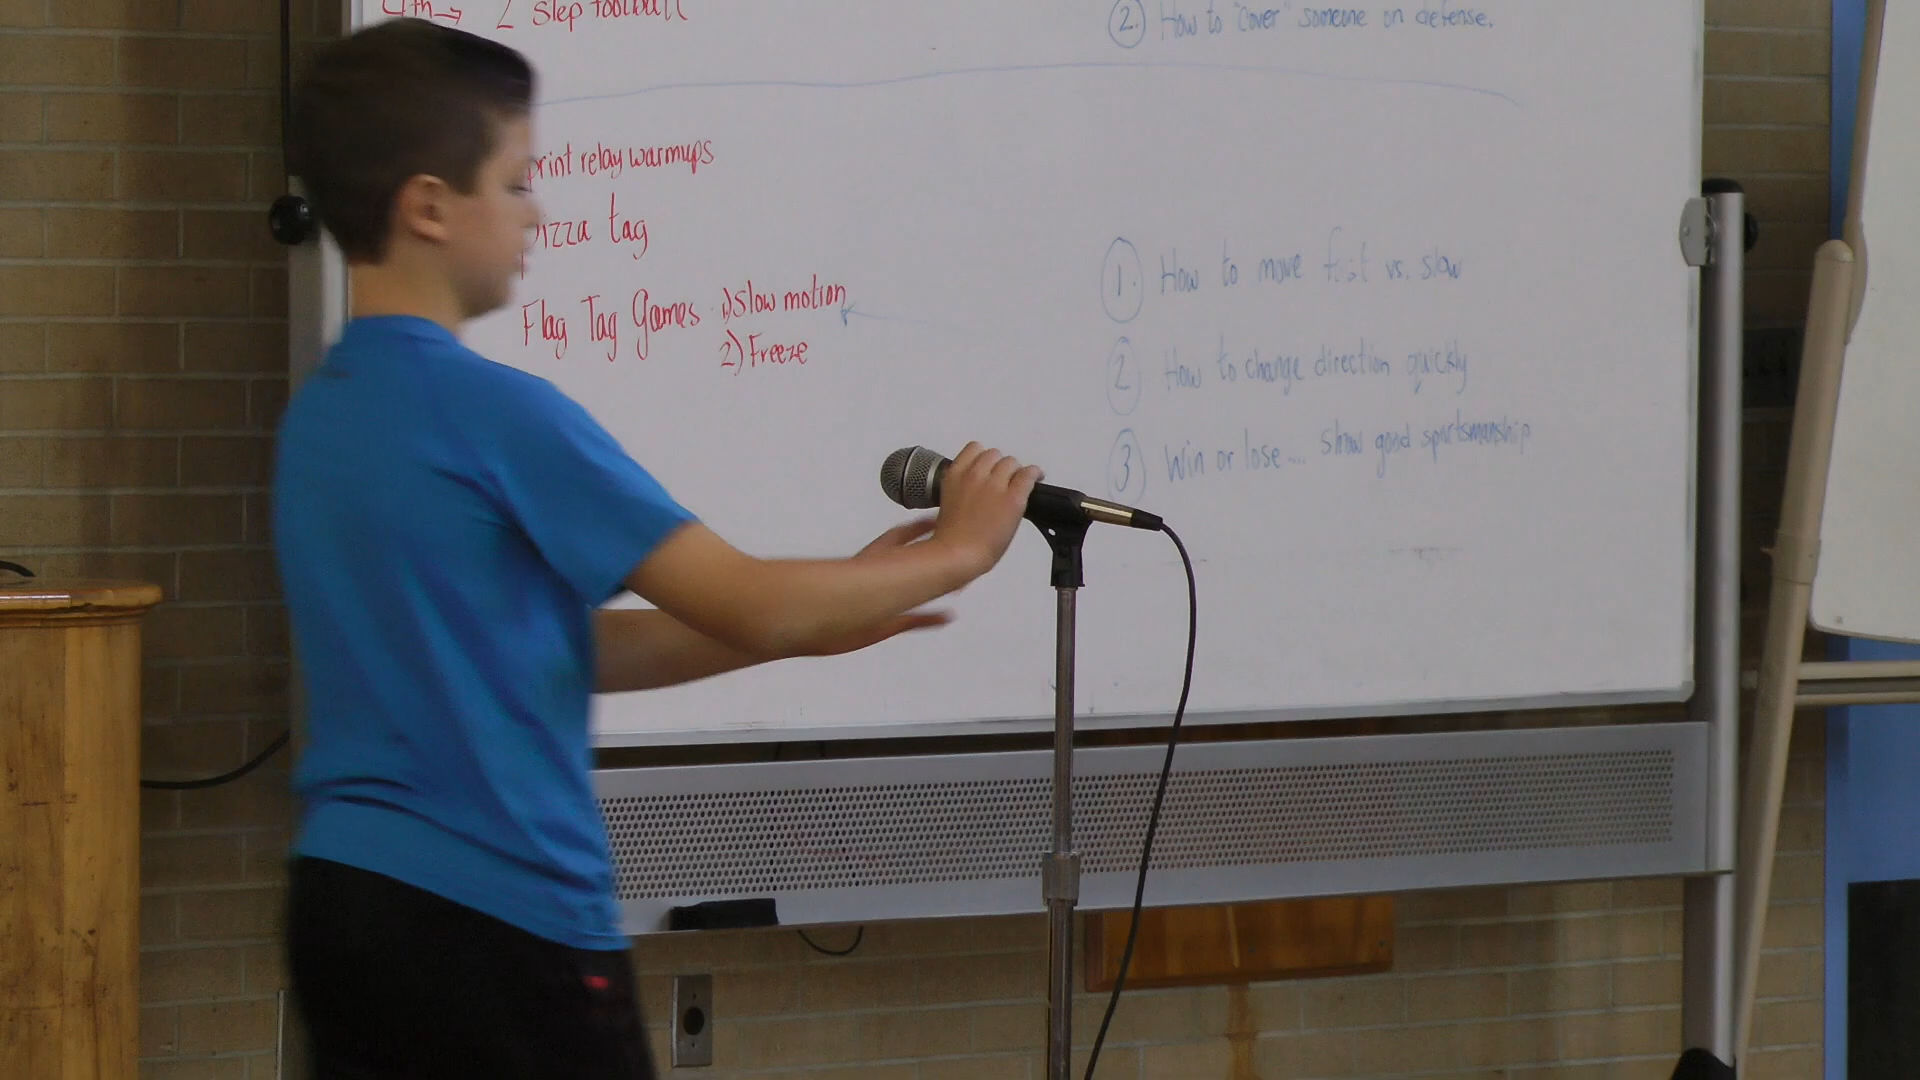 4th → 2 Step football
② How to "cover" someone on defense.
print relay warmups
izza tag
Flag Tag Games 1) Slow motion
2) Freeze
① How to move fast vs. slow
② How to change direction quickly
③ Win or lose... show good sportsmanship